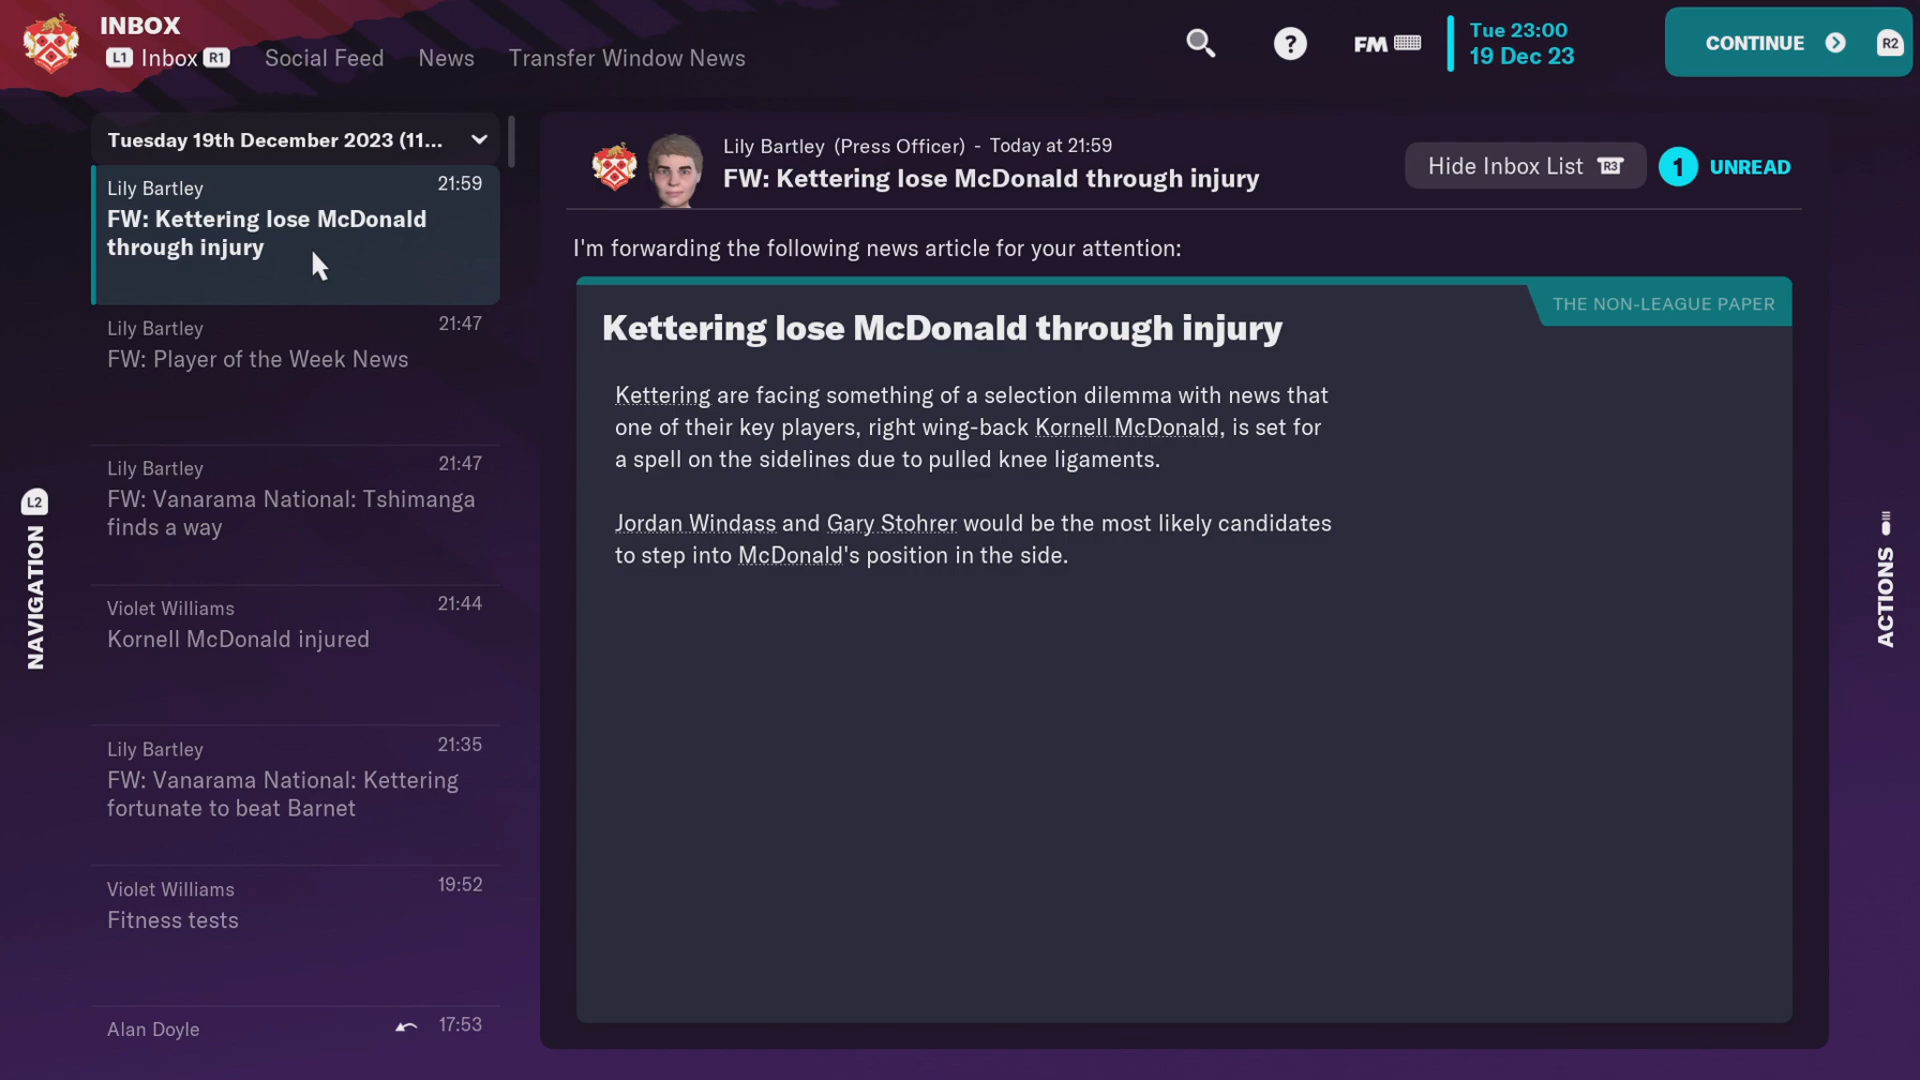 INBOX
L1 Inbox R1
Social Feed
News
Transfer Window News
?
FM
Tue 23:00
19 Dec 23
CONTINUE
R2
Tuesday 19th December 2023 (11...
Lily Bartley
21:59
FW: Kettering lose McDonald
through injury
Lily Bartley
21:47
FW: Player of the Week News
Lily Bartley
21:47
FW: Vanarama National: Tshimanga
finds a way
Violet Williams
21:44
Kornell McDonald injured
Lily Bartley
21:35
FW: Vanarama National: Kettering
fortunate to beat Barnet
Violet Williams
19:52
Fitness tests
Alan Doyle
17:53
L2
NAVIGATION
Lily Bartley (Press Officer) - Today at 21:59
FW: Kettering lose McDonald through injury
Hide Inbox List R3
1 UNREAD
I'm forwarding the following news article for your attention:
THE NON-LEAGUE PAPER
Kettering lose McDonald through injury
Kettering are facing something of a selection dilemma with news that
one of their key players, right wing-back Kornell McDonald, is set for
a spell on the sidelines due to pulled knee ligaments.
Jordan Windass and Gary Stohrer would be the most likely candidates
to step into McDonald's position in the side.
ACTIONS